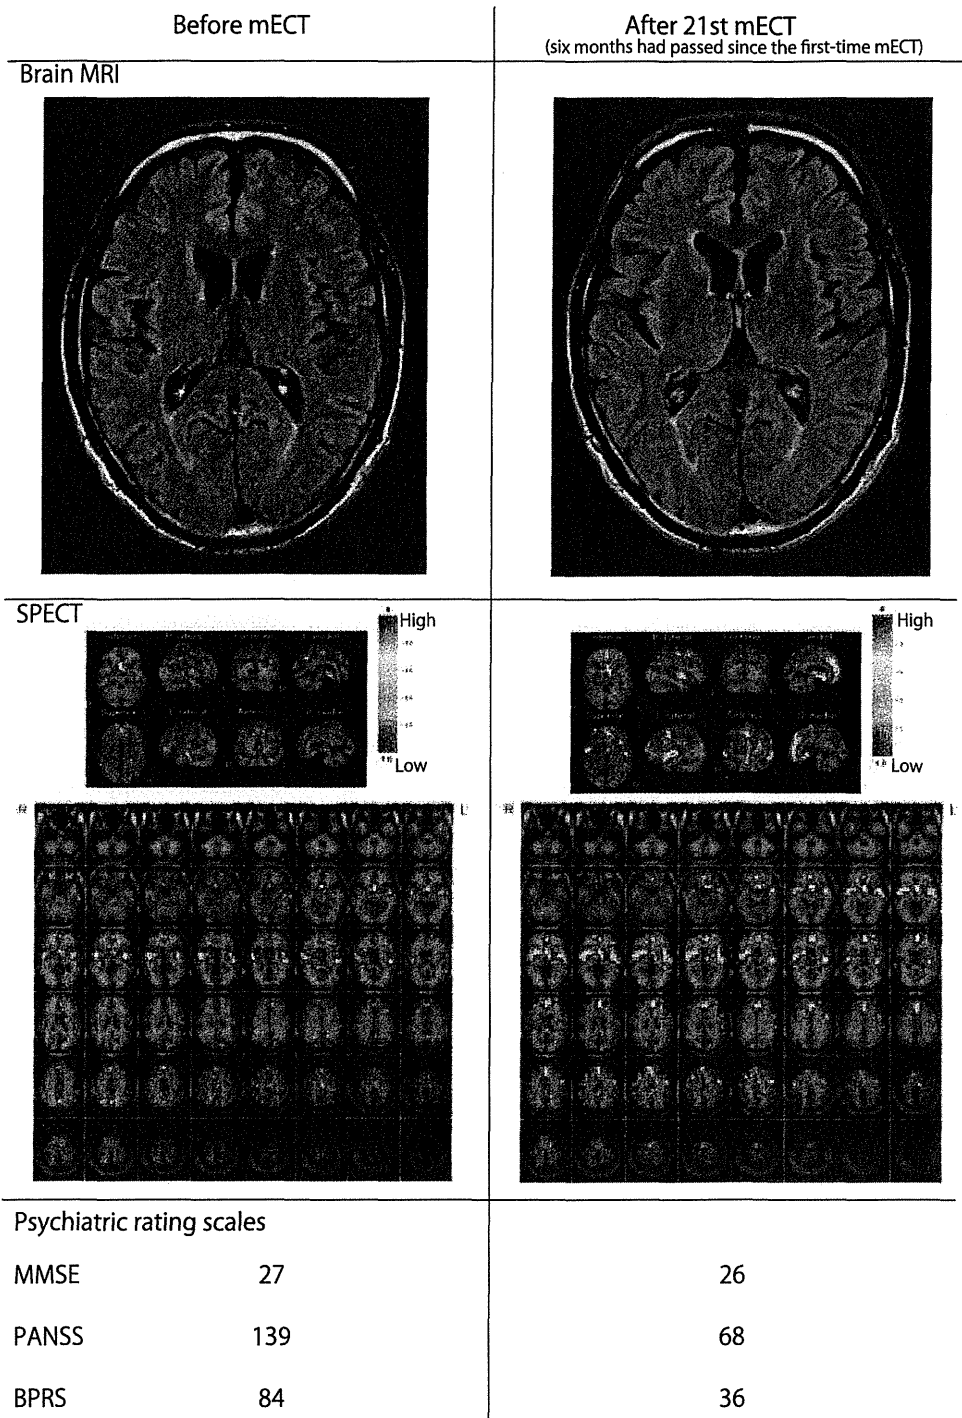 Before mECT
After 21st mECT
(six months had passed since the first-time mECT)
Brain MRI
SPECT
High
Low
High
Low
R
L
R
L
Psychiatric rating scales
MMSE 27 26
PANSS 139 68
BPRS 84 36